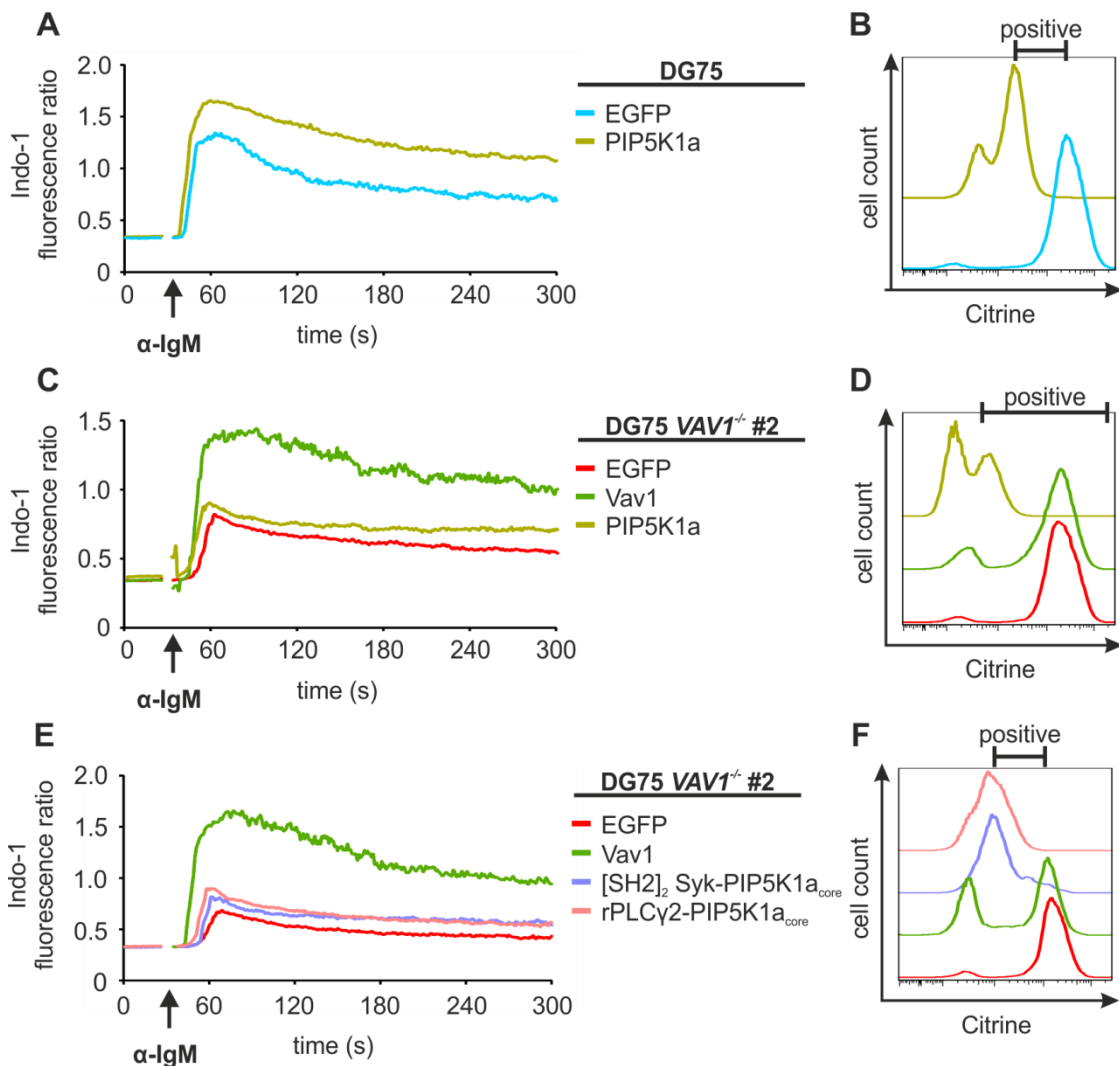 A
Indo-1
fluorescence ratio
2.0
1.5
1.0
0.5
0
0 60 120 180 240 300
α-IgM
time (s)
DG75
EGFP
PIP5K1a
B
positive
cell count
Citrine
C
Indo-1
fluorescence ratio
1.5
1.0
0.5
0
0 60 120 180 240 300
α-IgM
time (s)
DG75 VAV1-/- #2
EGFP
Vav1
PIP5K1a
D
positive
cell count
Citrine
E
Indo-1
fluorescence ratio
2.0
1.5
1.0
0.5
0
0 60 120 180 240 300
α-IgM
time (s)
DG75 VAV1-/- #2
EGFP
Vav1
[SH2]2 Syk-PIP5K1acore
rPLCγ2-PIP5K1acore
F
positive
cell count
Citrine